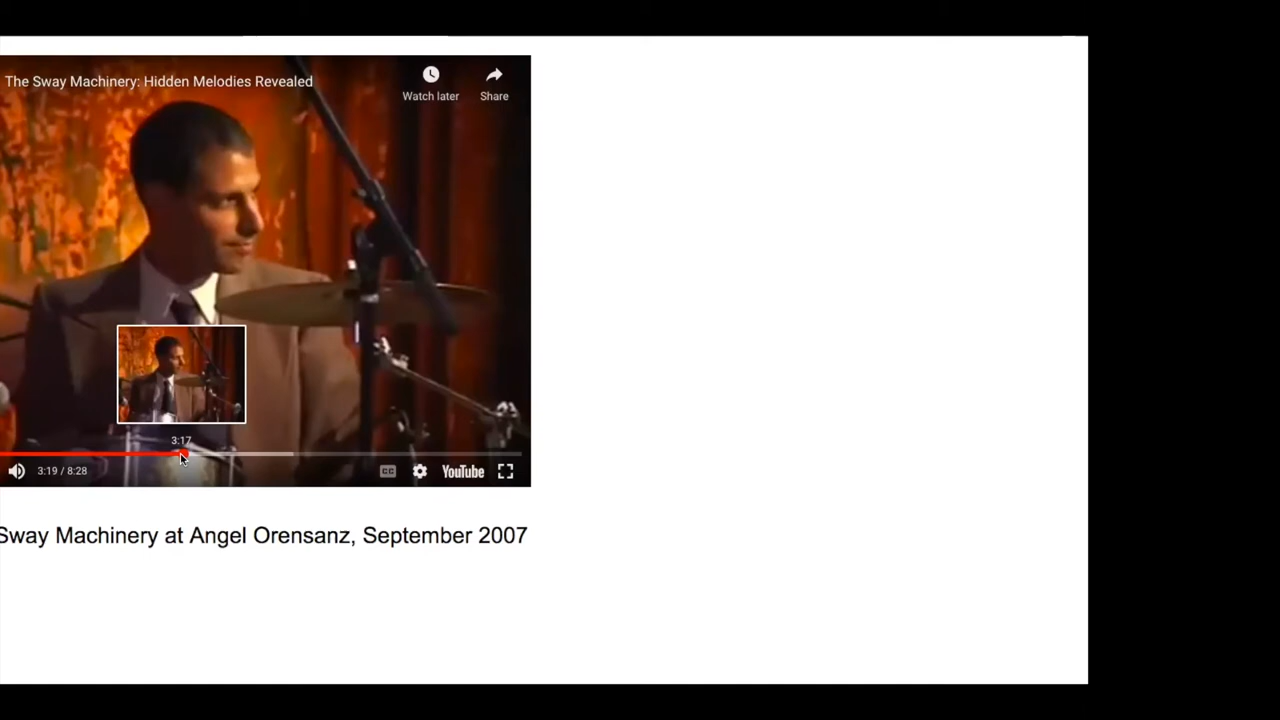 The Sway Machinery: Hidden Melodies Revealed
Watch later
Share
3:17
3:19 / 8:28
CC
YouTube
Sway Machinery at Angel Orensanz, September 2007